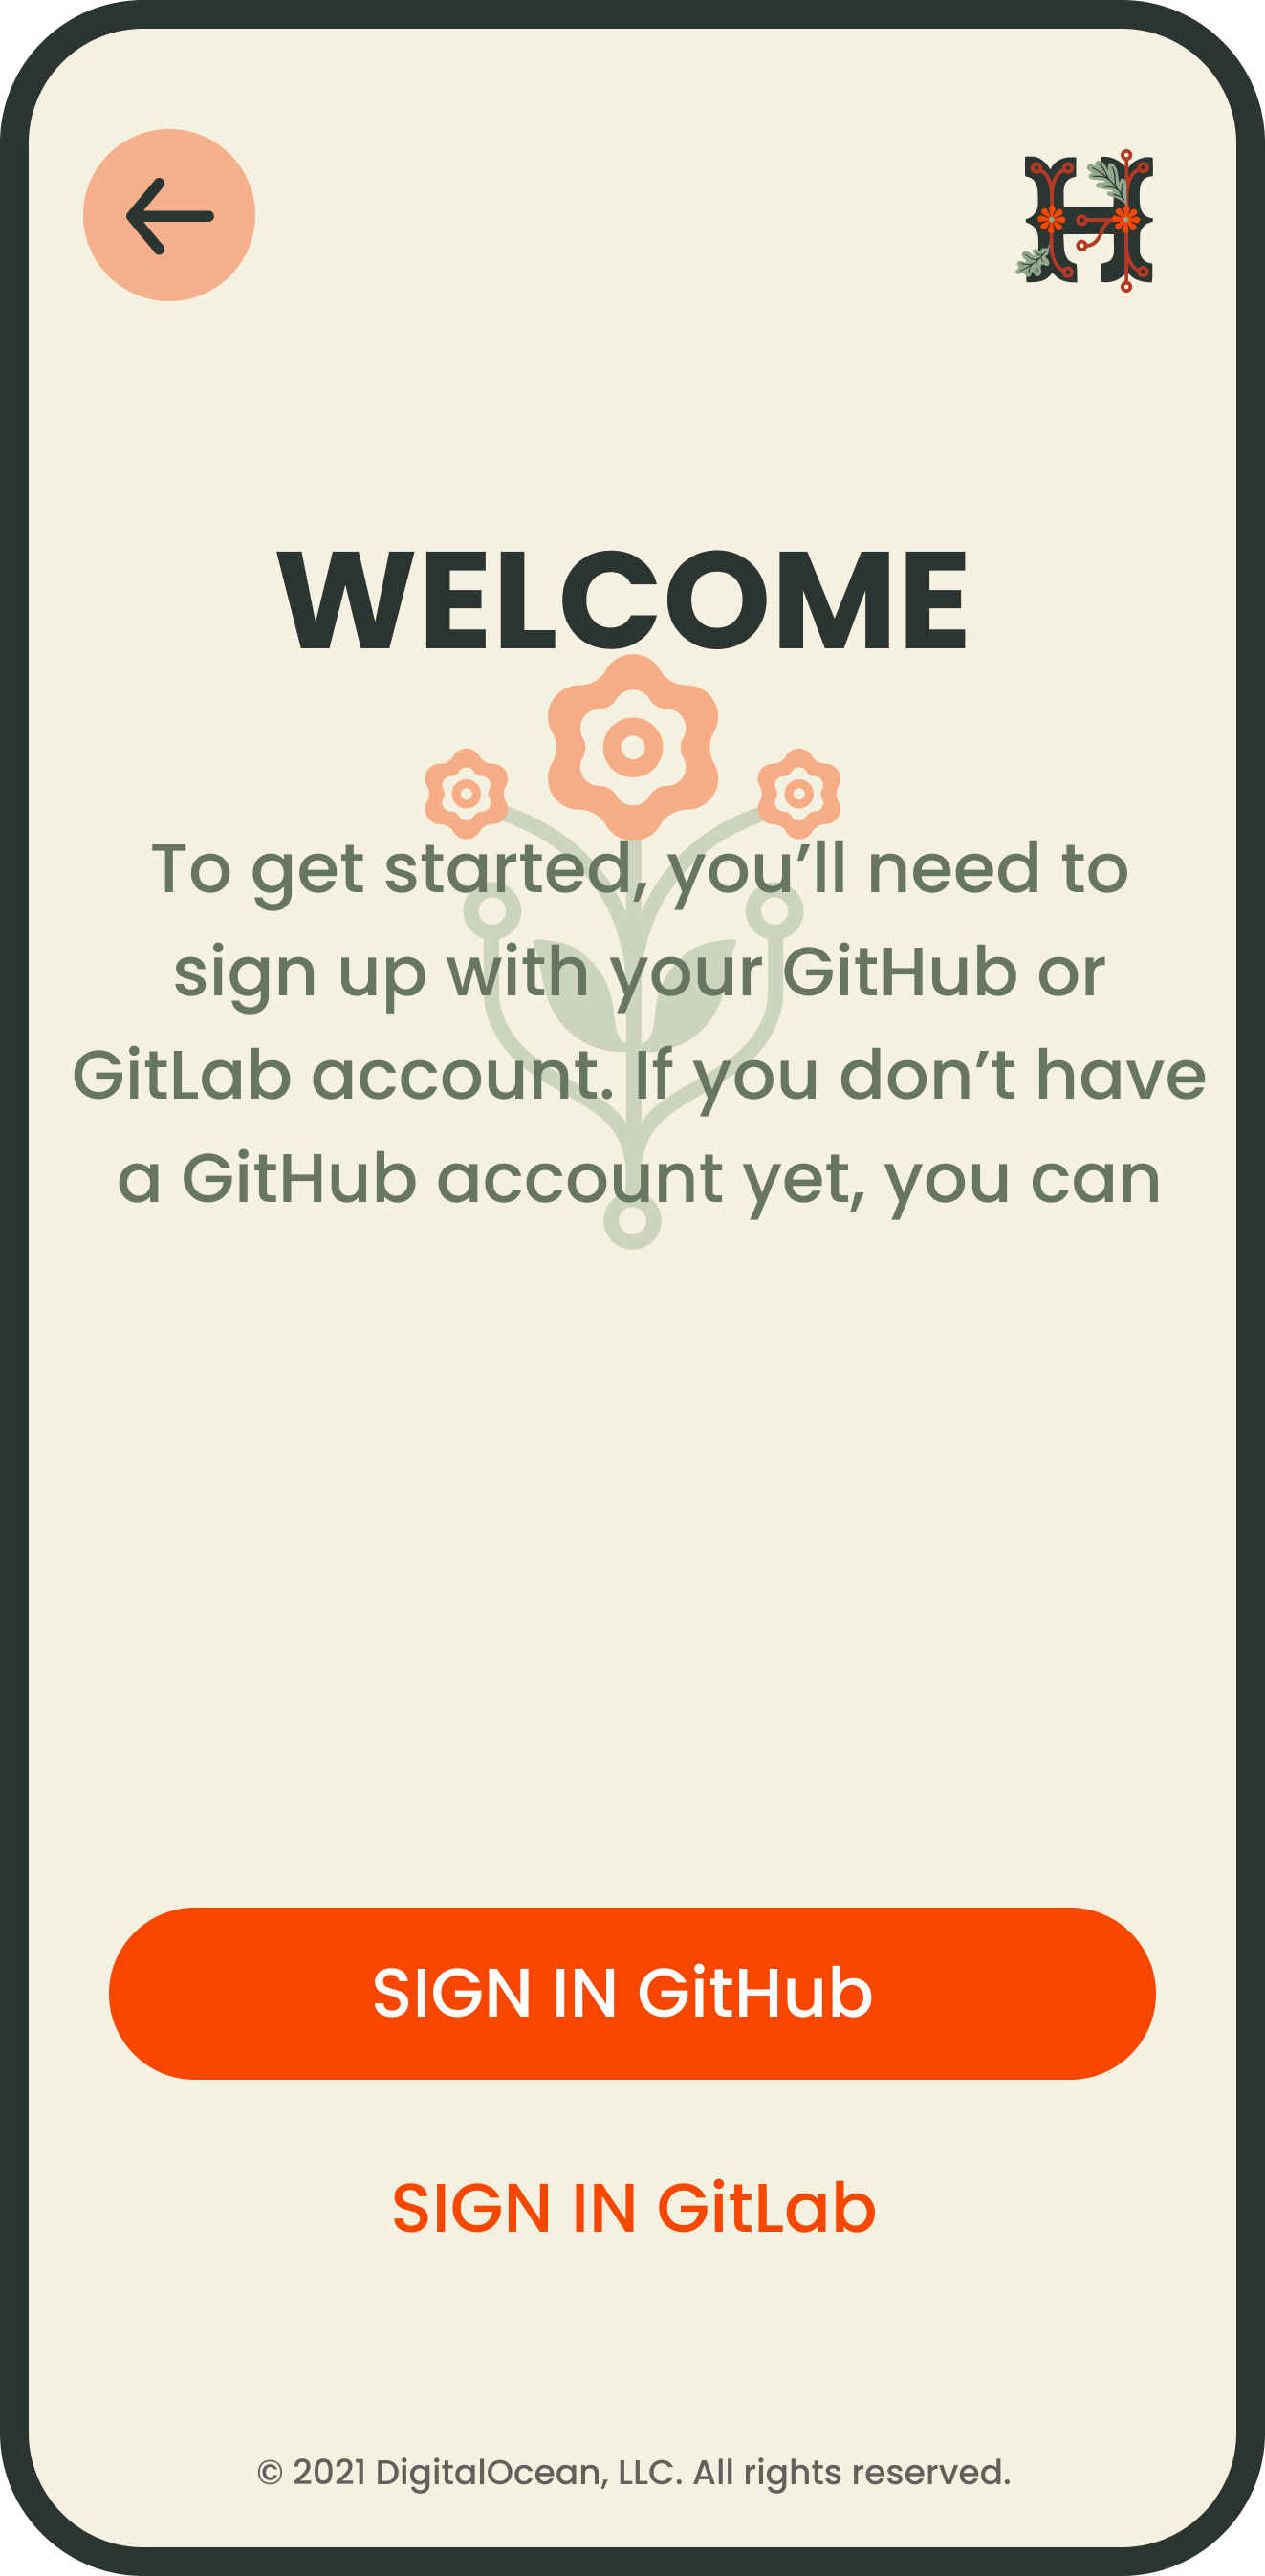 H
WELCOME
To get started, you’ll need to
sign up with your GitHub or
GitLab account. If you don’t have
a GitHub account yet, you can
SIGN IN GitHub
SIGN IN GitLab
© 2021 DigitalOcean, LLC. All rights reserved.